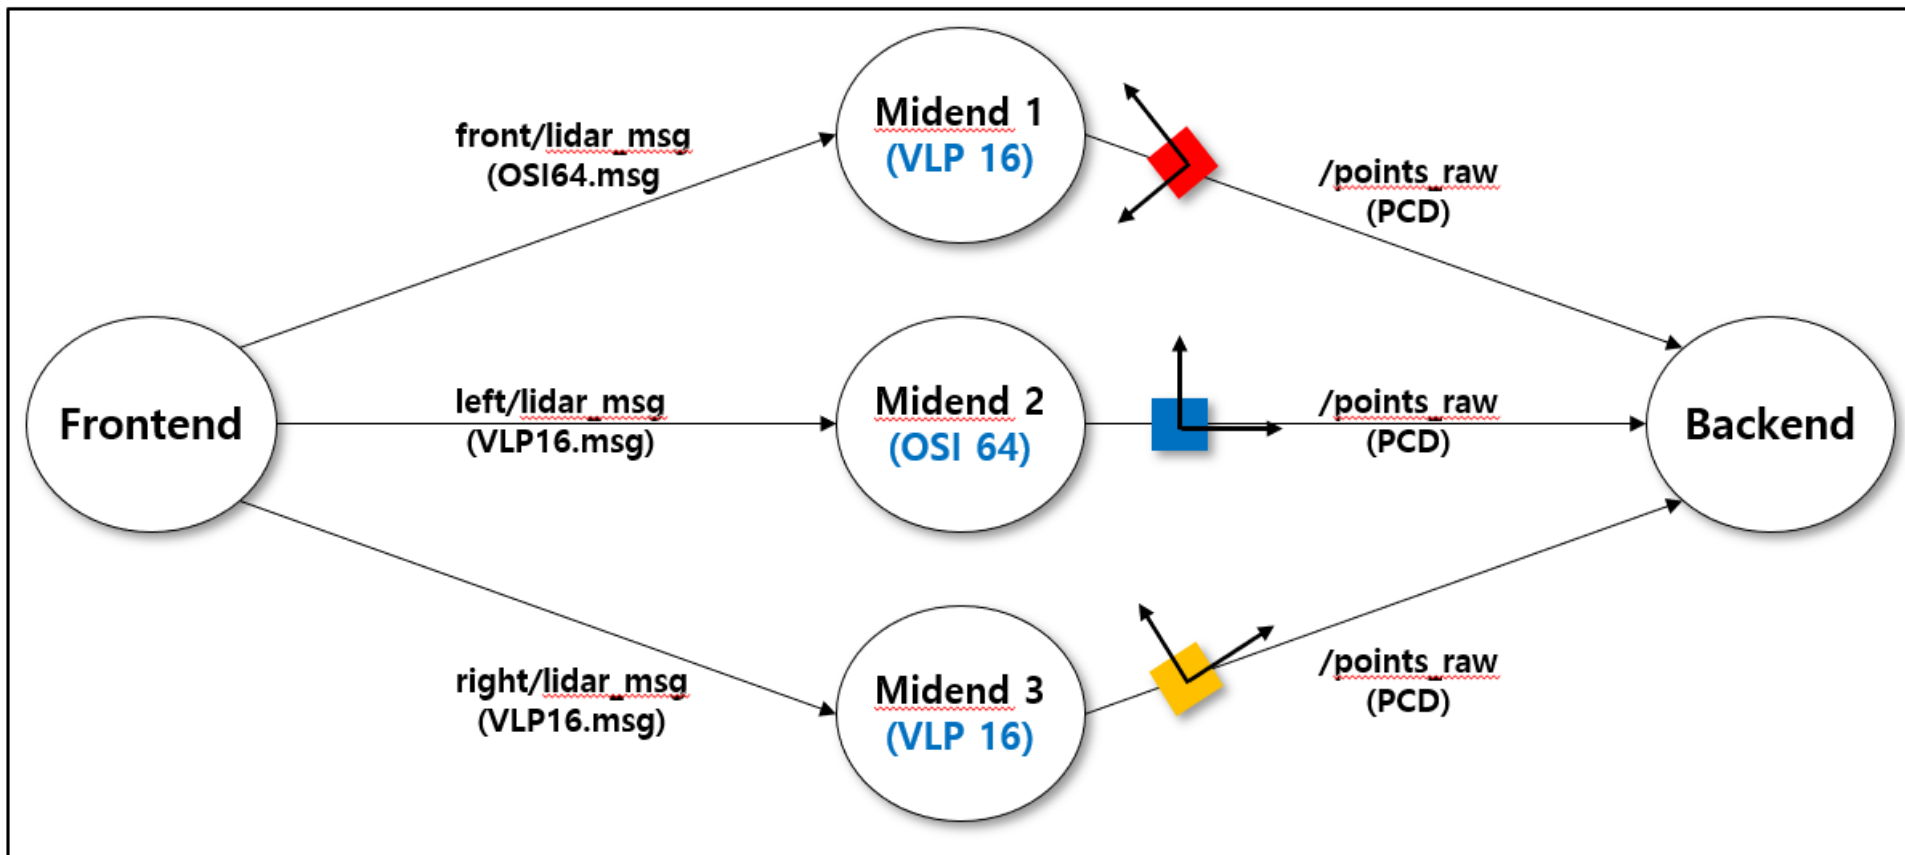 Midend 1
(VLP 16)
front/lidar_msg
(OSI64.msg
/points_raw
(PCD)
Frontend
left/lidar_msg
(VLP16.msg)
Midend 2
(OSI 64)
/points_raw
(PCD)
Backend
right/lidar_msg
(VLP16.msg)
Midend 3
(VLP 16)
/points_raw
(PCD)